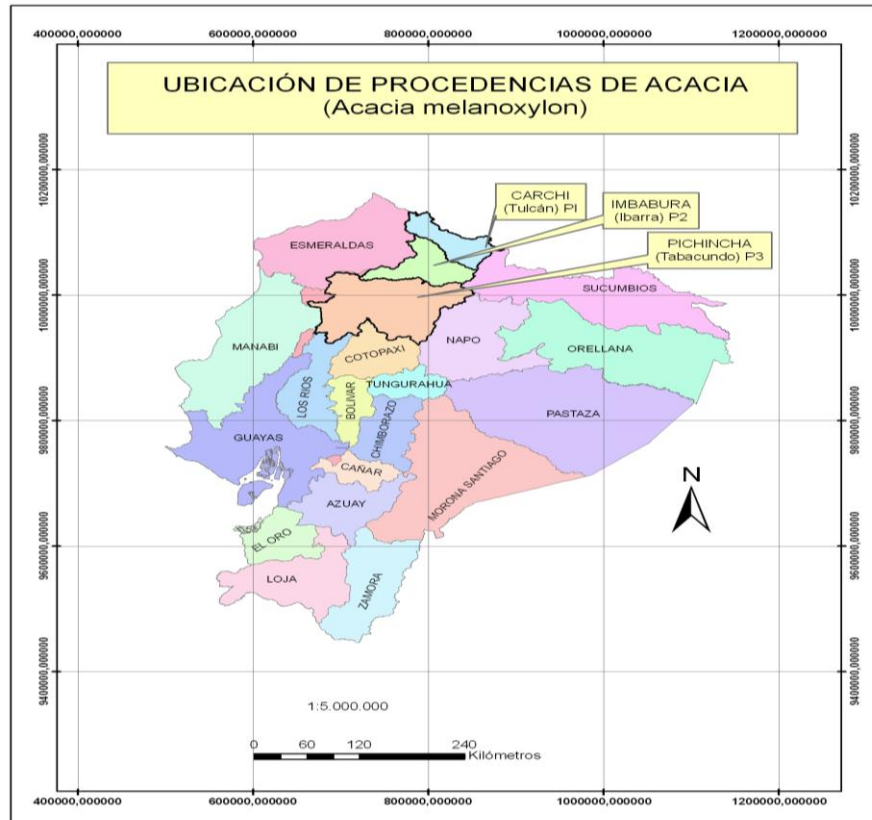 400000,000000 600000,000000 800000,000000 1000000,000000 1200000,000000
UBICACIÓN DE PROCEDENCIAS DE ACACIA
(Acacia melanoxylon)
10200000,000000 10200000,000000
CARCHI
(Tulcán) P1
IMBABURA
(Ibarra) P2
PICHINCHA
(Tabacundo) P3
ESMERALDAS
SUCUMBIOS
10000000,000000 10000000,000000
MANABI
NAPO
ORELLANA
COTOPAXI
TUNGURAHUA
LOS RIOS
BOLIVAR
PASTAZA
CHIMBORAZO
9800000,000000 9800000,000000
GUAYAS
CAÑAR
MORONA SANTIAGO
N
AZUAY
EL ORO
9600000,000000 9600000,000000
LOJA
ZAMORA
9400000,000000 9400000,000000
1:5.000.000
0 60 120 240
Kilómetros
400000,000000 600000,000000 800000,000000 1000000,000000 1200000,000000